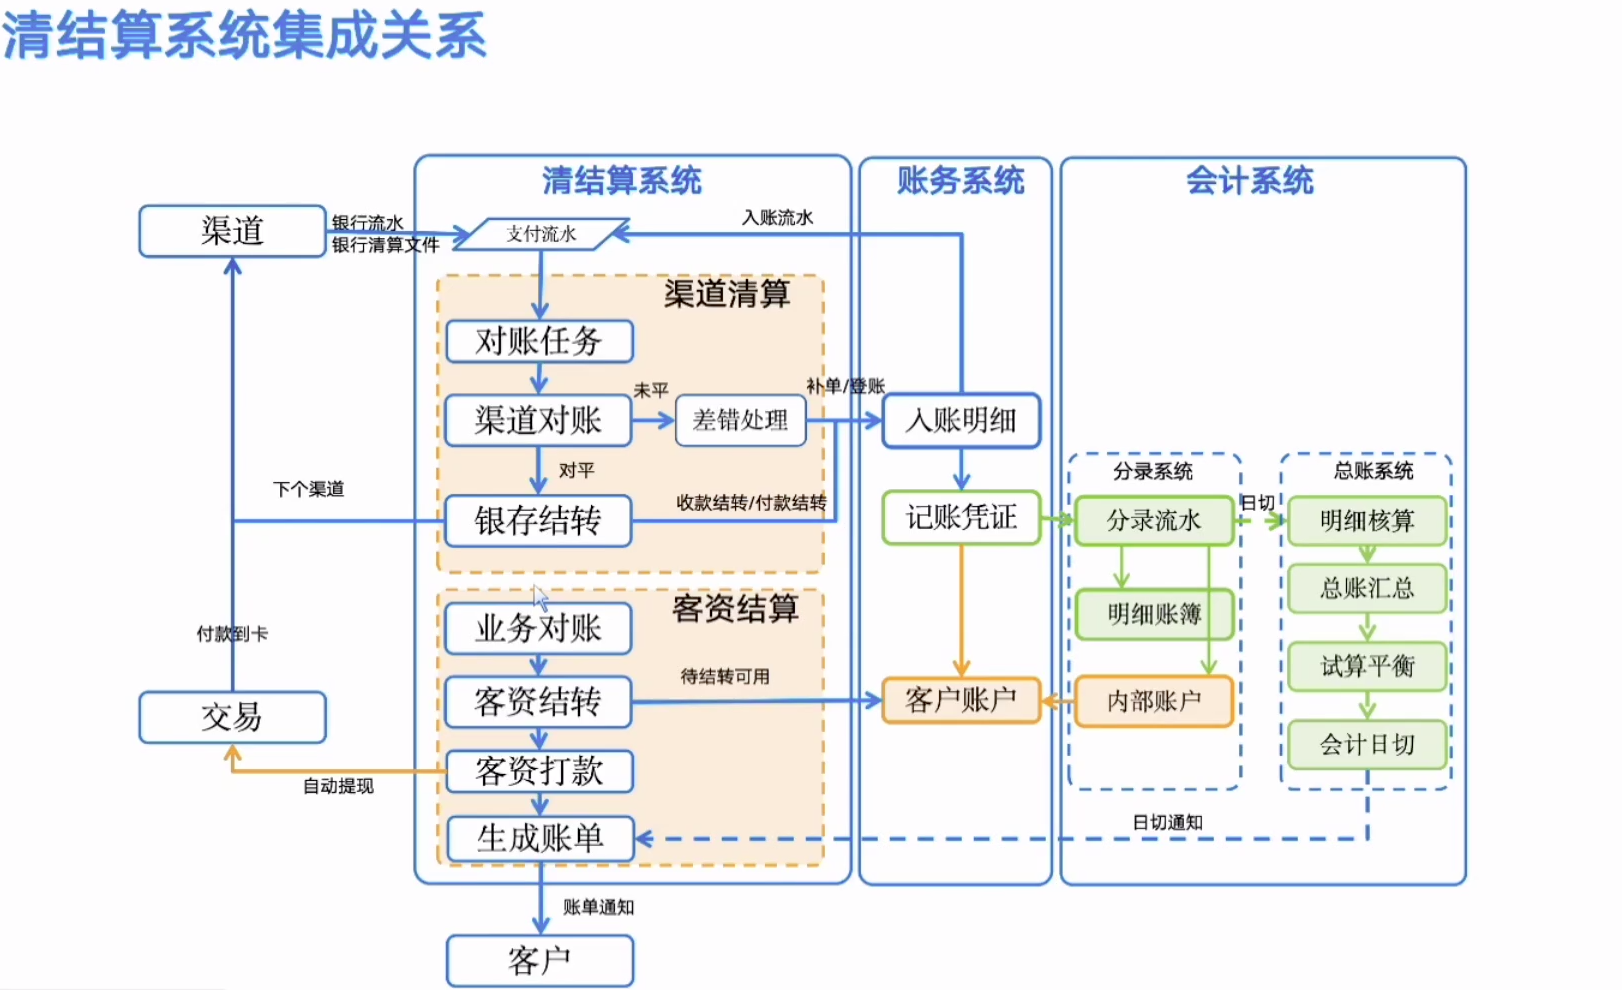 清结算系统集成关系
清结算系统
账务系统
会计系统
渠道
银行流水
银行清算文件
支付流水
入账流水
渠道清算
对账任务
渠道对账
未平
差错处理
补单/登账
入账明细
对平
下个渠道
银存结转
收款结转/付款结转
记账凭证
分录系统
分录流水
日切
总账系统
明细核算
总账汇总
明细账簿
试算平衡
内部账户
会计日切
客资结算
业务对账
付款到卡
客资结转
待结转可用
客户账户
交易
客资打款
自动提现
生成账单
日切通知
账单通知
客户